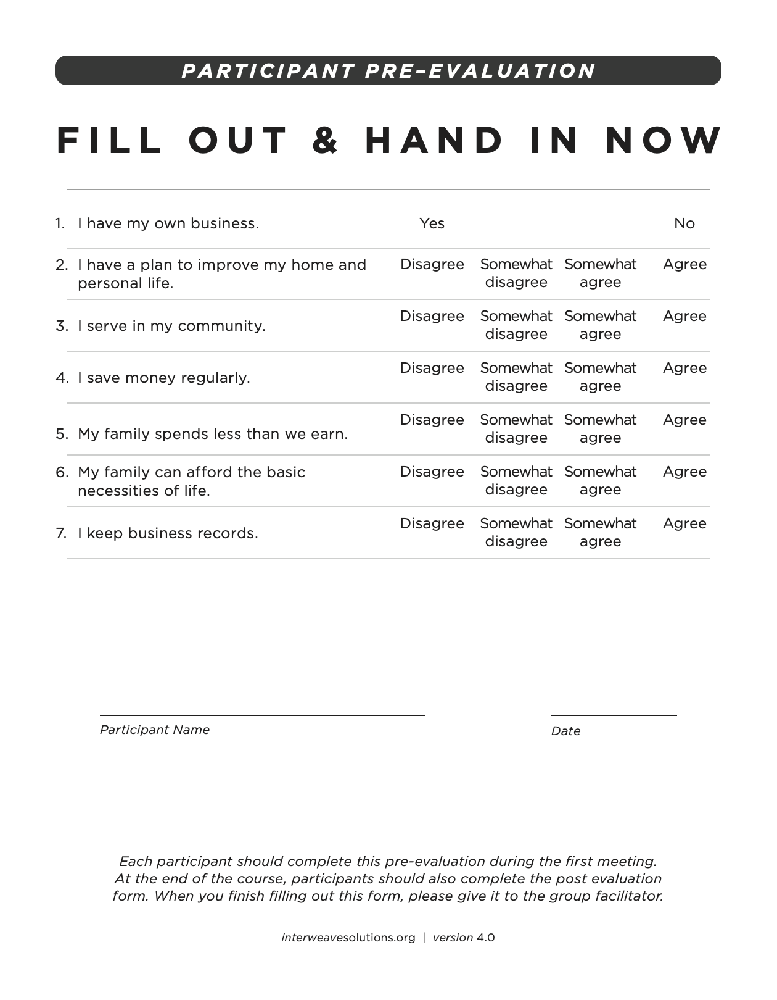 PARTICIPANT PRE-EVALUATION
FILL OUT & HAND IN NOW
1. I have my own business. Yes No
2. I have a plan to improve my home and personal life. Disagree Somewhat disagree Somewhat agree Agree
3. I serve in my community. Disagree Somewhat disagree Somewhat agree Agree
4. I save money regularly. Disagree Somewhat disagree Somewhat agree Agree
5. My family spends less than we earn. Disagree Somewhat disagree Somewhat agree Agree
6. My family can afford the basic necessities of life. Disagree Somewhat disagree Somewhat agree Agree
7. I keep business records. Disagree Somewhat disagree Somewhat agree Agree
Participant Name Date
Each participant should complete this pre-evaluation during the first meeting.
At the end of the course, participants should also complete the post evaluation
form. When you finish filling out this form, please give it to the group facilitator.
interweavesolutions.org | version 4.0